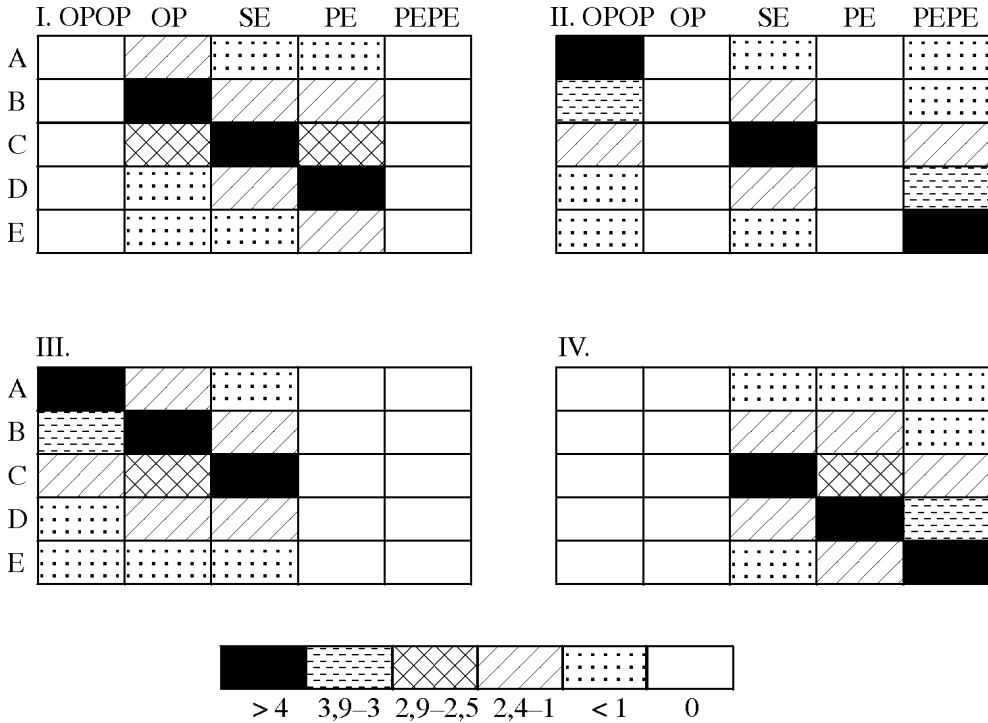 I. OPOP OP SE PE PEPE II. OPOP OP SE PE PEPE
A
B
C
D
E
III. IV.
A
B
C
D
E
> 4 3,9–3 2,9–2,5 2,4–1 < 1 0